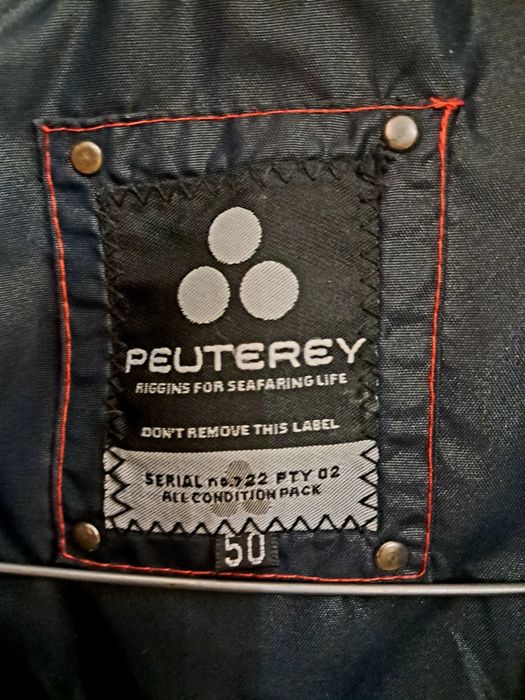 PEUTEREY
RIGGINS FOR SEAFARING LIFE
DON'T REMOVE THIS LABEL
SERIAL no.722 PTY 02
ALL CONDITION PACK
50